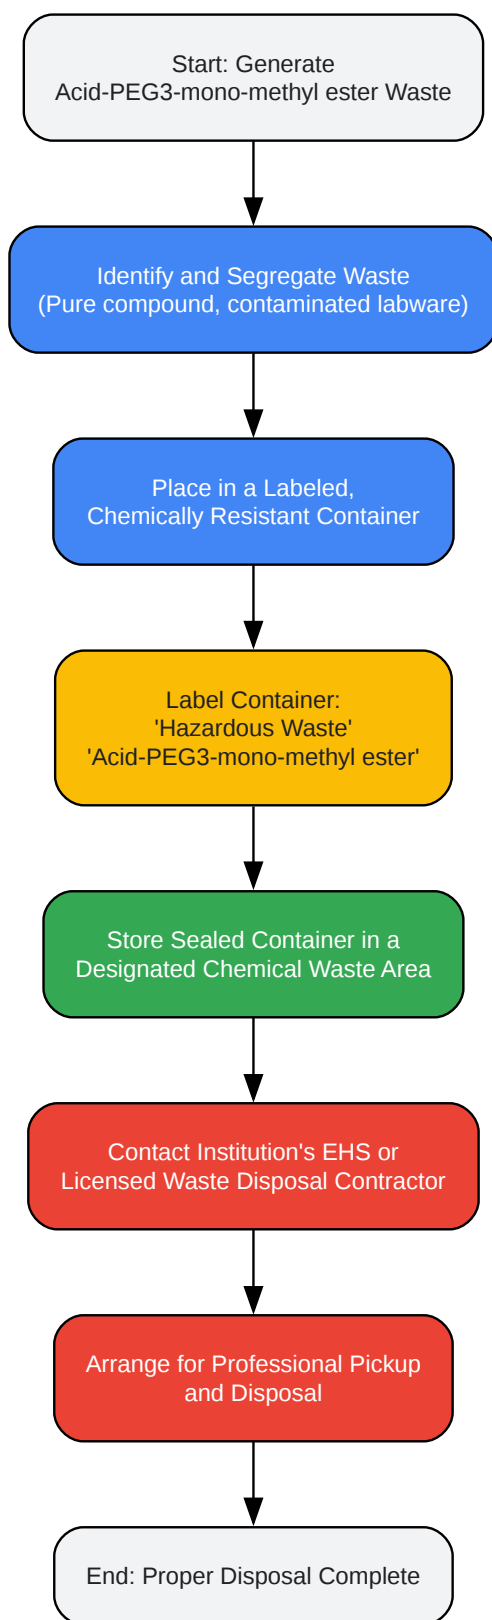 Start: Generate
Acid-PEG3-mono-methyl ester Waste
Identify and Segregate Waste
(Pure compound, contaminated labware)
Place in a Labeled,
Chemically Resistant Container
Label Container:
'Hazardous Waste'
'Acid-PEG3-mono-methyl ester'
Store Sealed Container in a
Designated Chemical Waste Area
Contact Institution's EHS or
Licensed Waste Disposal Contractor
Arrange for Professional Pickup
and Disposal
End: Proper Disposal Complete